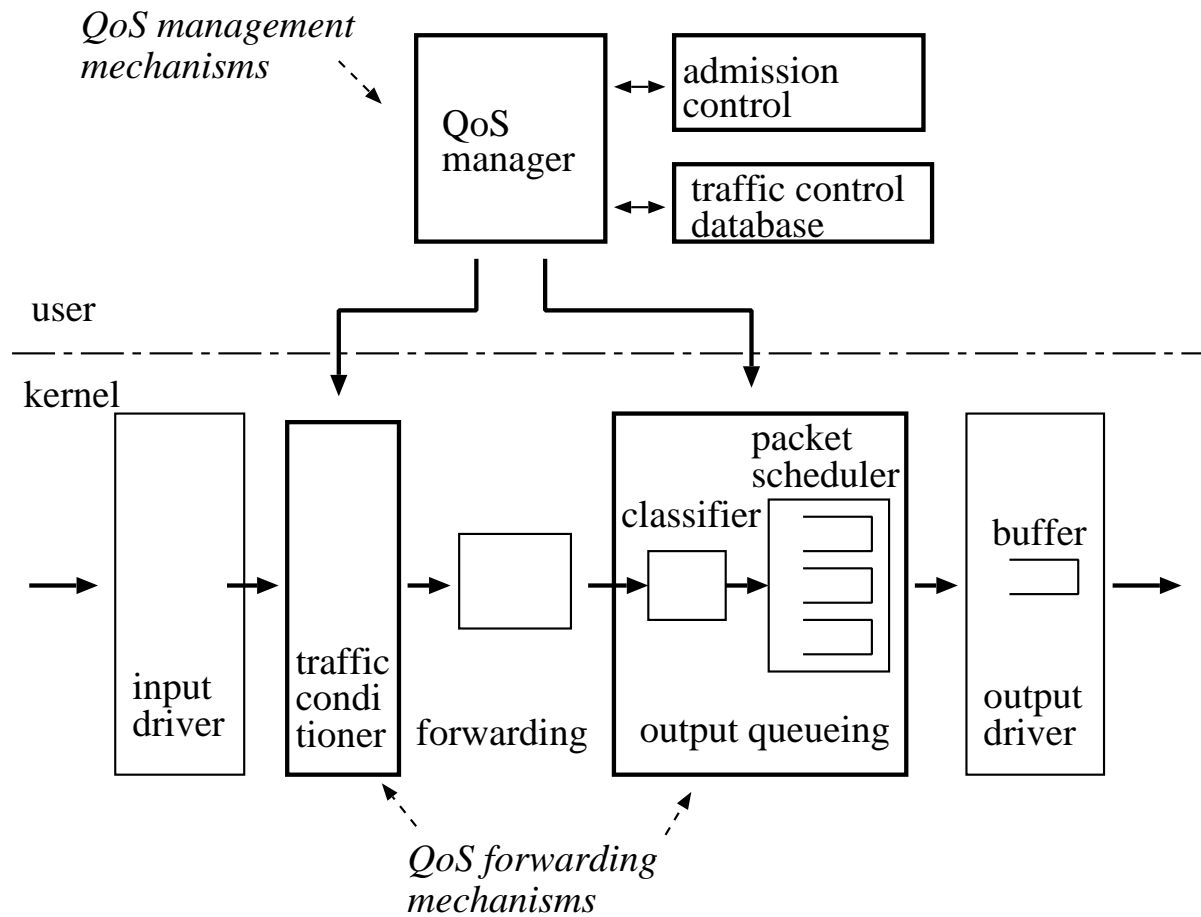 QoS management
mechanisms
QoS
manager
admission
control
traffic control
database
user
kernel
input
driver
traffic
condi
tioner
forwarding
classifier
packet
scheduler
output queueing
buffer
output
driver
QoS forwarding
mechanisms